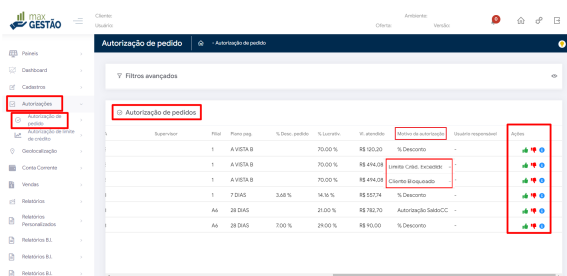 max
GESTÃO
Cliente:
Usuário:
Ambiente:
Oferta:
Versão:
Autorização de pedido
- Autorização de pedido
Painéis
Dashboard
Cadastros
Autorizações
Autorização de
pedido
Autorização de limite
de crédito
Geolocalização
Conta Corrente
Vendas
Relatórios
Relatórios
Personalizados
Relatórios B.I.
Relatórios B.I.
Relatórios B.I.
Filtros avançados
Autorização de pedidos
Supervisor Filial Plano pag. % Desc. pedido % Lucrativ. Vl. atendido Motivo da autorização Usuário responsável Ações
1 A VISTA B 70.00 % R$ 120,20 % Desconto -
1 A VISTA B 70.00 % R$ 494,08 Limite Créd. Excedido -
1 A VISTA B 70.00 % R$ 494,08 Cliente Bloqueado -
1 7 DIAS 3.68 % 14.16 % R$ 557,74 % Desconto -
A6 28 DIAS 21.00 % R$ 782,70 Autorização SaldoCC -
A6 28 DIAS 7.00 % 29.00 % R$ 90,00 % Desconto -